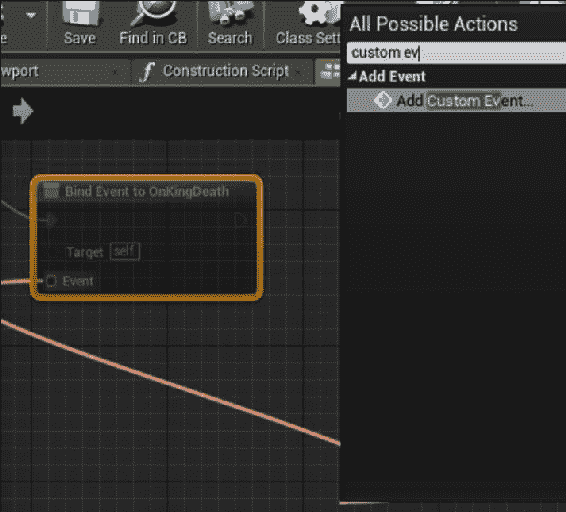 e
Save
Find in CB
Search
Class Sett
wport
Construction Script
Bind Event to OnKingDeath
Target self
Event
All Possible Actions
custom ev
Add Event
Add Custom Event...